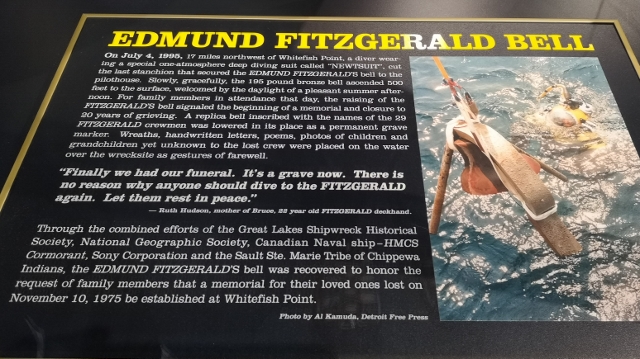 EDMUND FITZGERALD BELL
On July 4, 1995, 17 miles northwest of Whitefish Point, a diver wear-
ing a special one-atmosphere deep diving suit called "NEWTSUIT", cut
the last stanchion that secured the EDMUND FITZGERALD'S bell to the
pilothouse. Slowly, gracefully, the 195 pound bronze bell ascended 500
feet to the surface, welcomed by the daylight of a pleasant summer after-
noon. For family members in attendance that day, the raising of the
FITZGERALD'S bell signaled the beginning of a memorial and closure to
20 years of grieving. A replica bell inscribed with the names of the 29
FITZGERALD crewmen was lowered in its place as a permanent grave
marker. Wreaths, handwritten letters, poems, photos of children and
grandchildren yet unknown to the lost crew were placed on the water
over the wrecksite as gestures of farewell.
"Finally we had our funeral. It's a grave now. There is
no reason why anyone should dive to the FITZGERALD
again. Let them rest in peace."
— Ruth Hudson, mother of Bruce, 22 year old FITZGERALD deckhand.
Through the combined efforts of the Great Lakes Shipwreck Historical
Society, National Geographic Society, Canadian Naval ship–HMCS
Cormorant, Sony Corporation and the Sault Ste. Marie Tribe of Chippewa
Indians, the EDMUND FITZGERALD'S bell was recovered to honor the
request of family members that a memorial for their loved ones lost on
November 10, 1975 be established at Whitefish Point.
Photo by Al Kamuda, Detroit Free Press